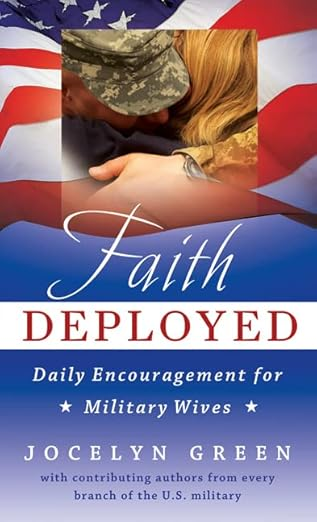 Faith
DEPLOYED
Daily Encouragement for
★ Military Wives ★
JOCELYN GREEN
with contributing authors from every
branch of the U.S. military